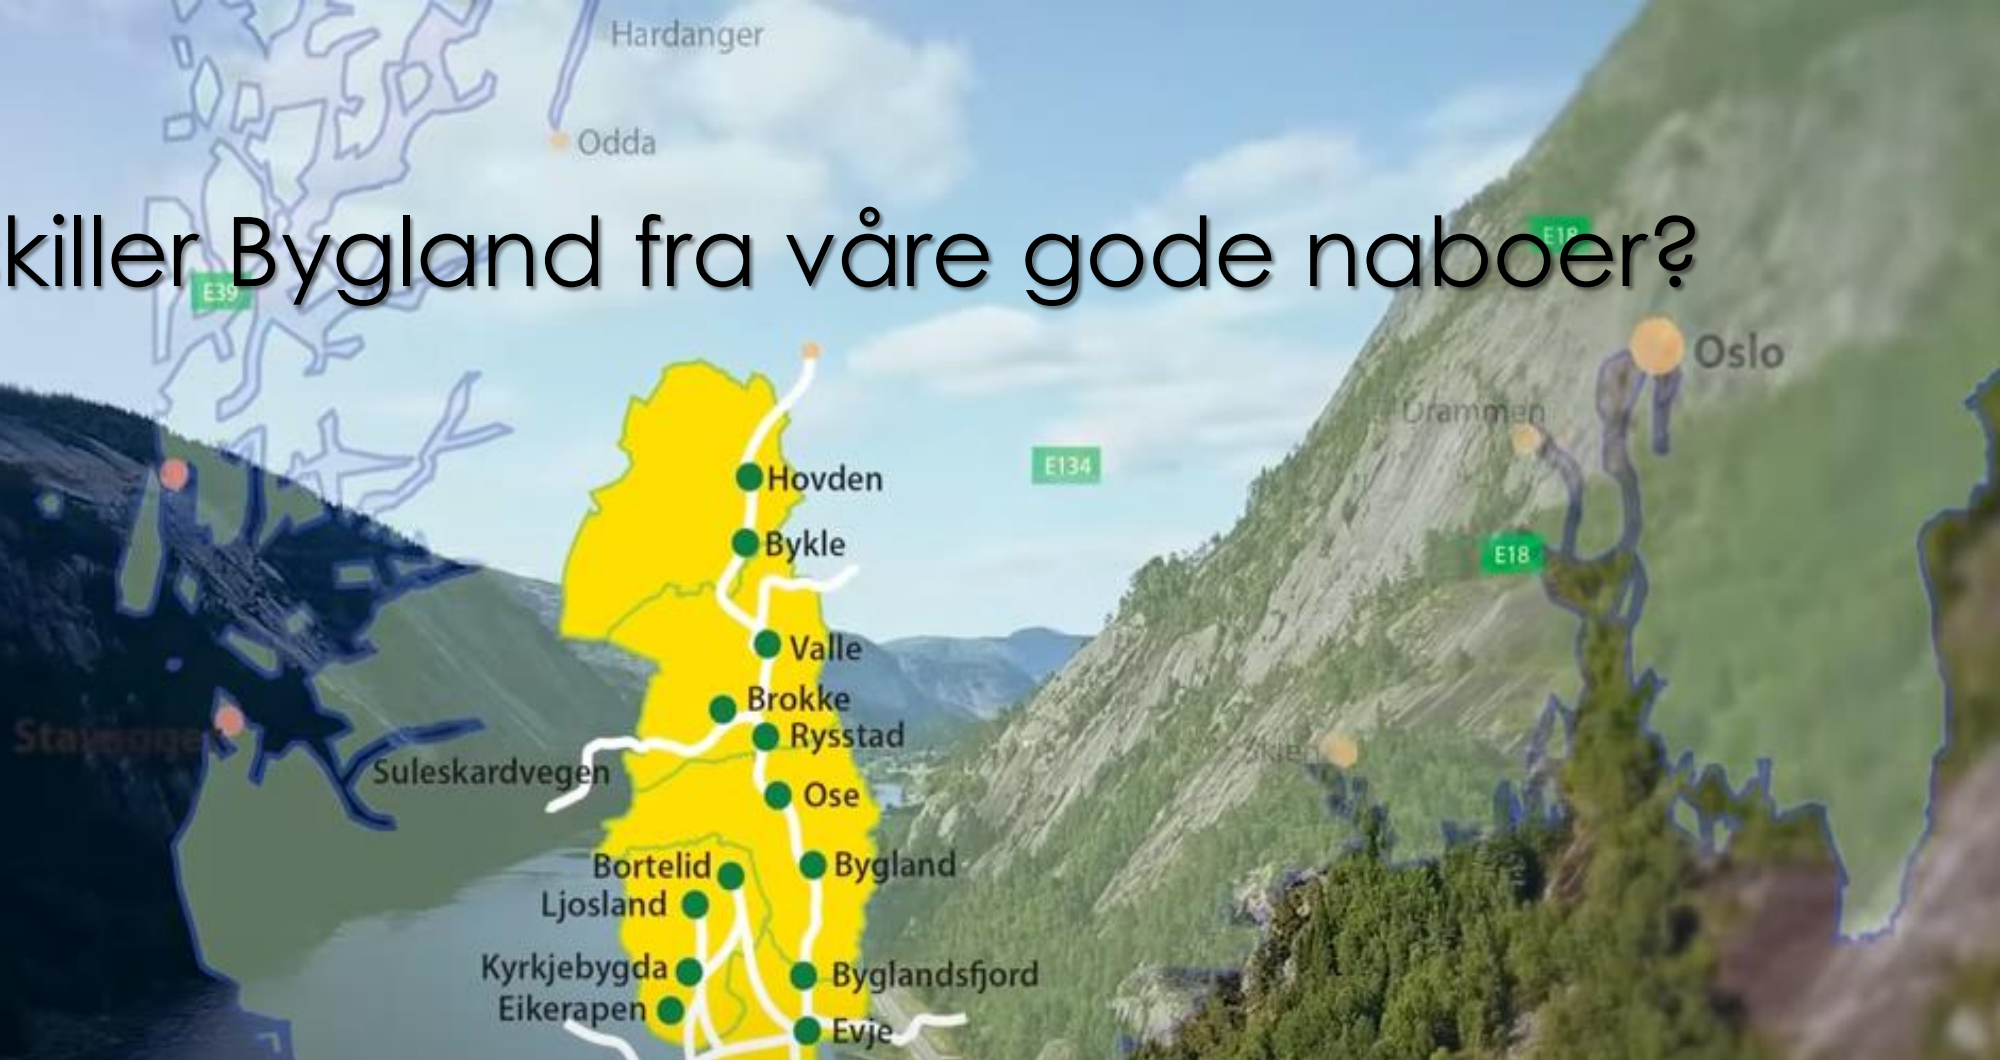 Hardanger
Odda
killer Bygland fra våre gode naboer?
E18
E39
Oslo
Drammen
E134
Hovden
Bykle
E18
Valle
Brokke
Rysstad
Skien
Suleskardvegen
Ose
Bortelid
Bygland
Ljosland
Kyrkjebygda
Byglandsfjord
Eikerapen
Evje